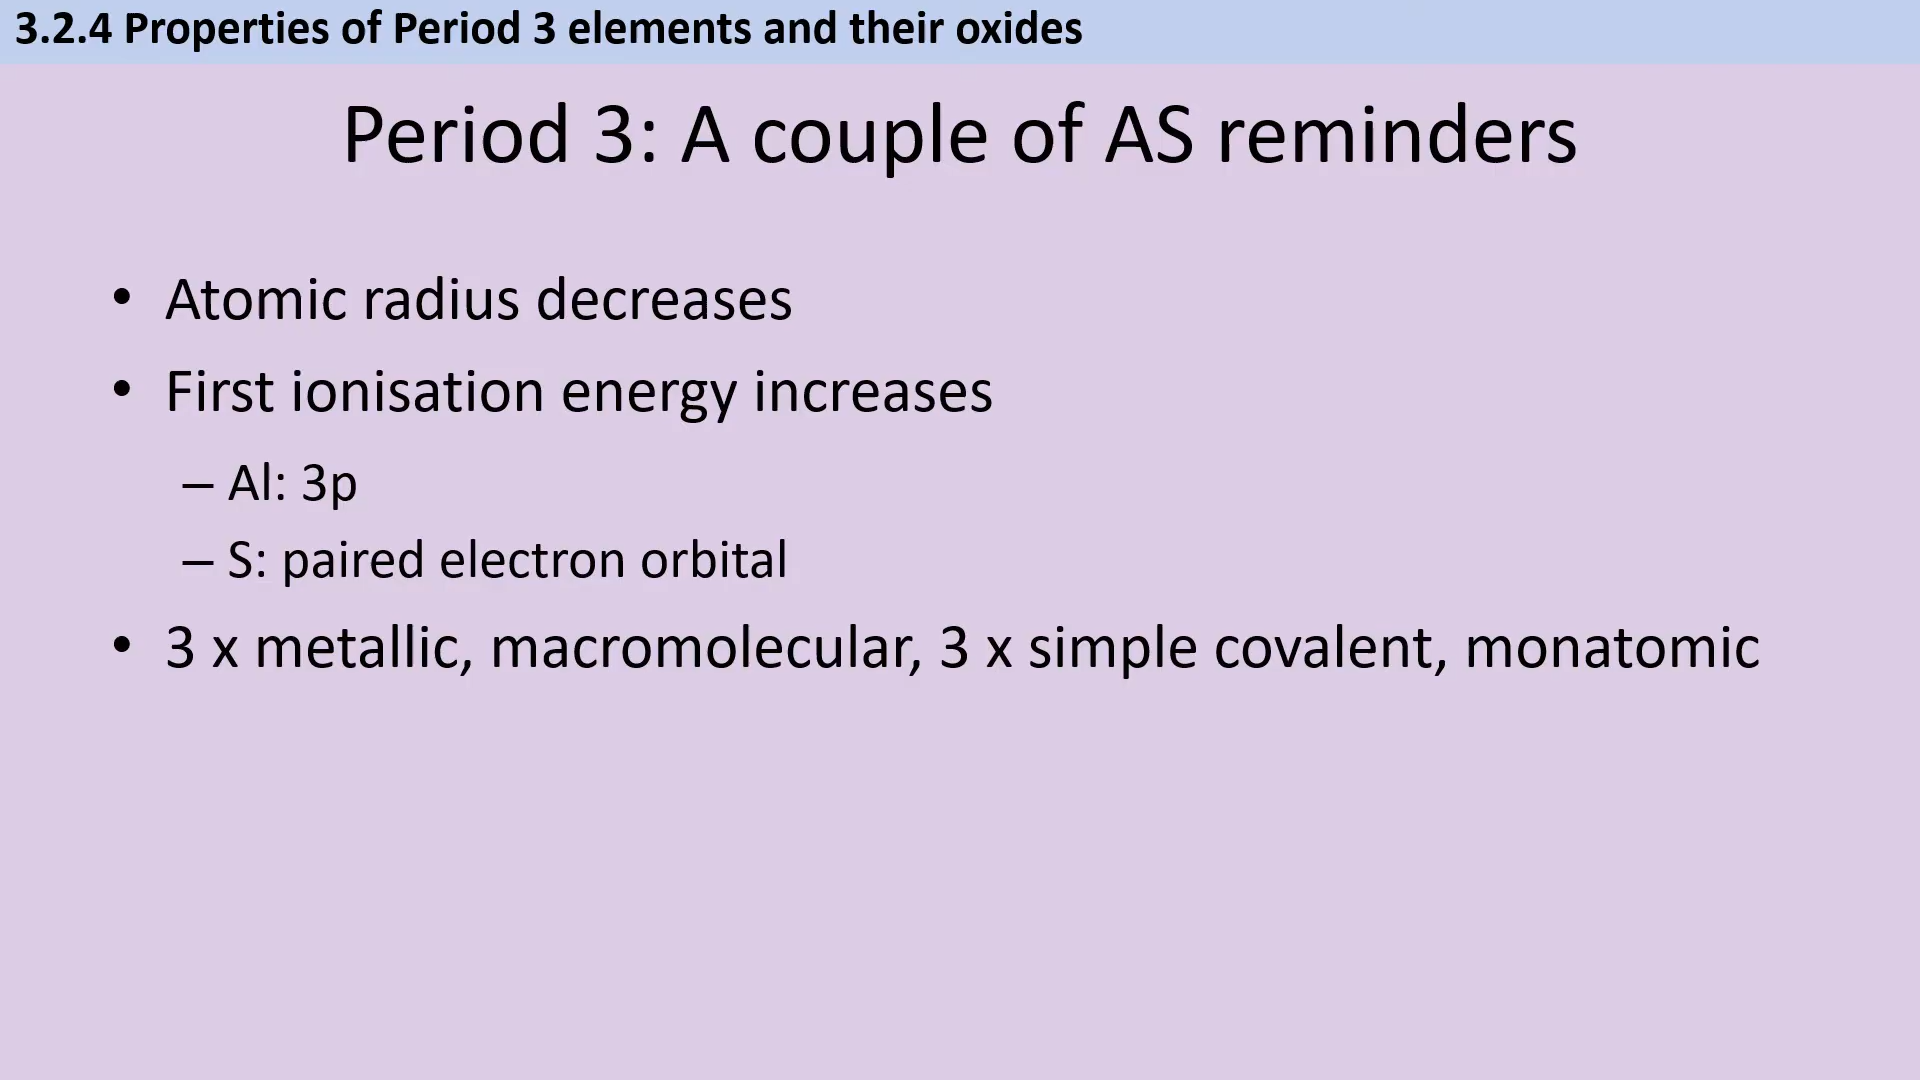 3.2.4 Properties of Period 3 elements and their oxides
Period 3: A couple of AS reminders
• Atomic radius decreases
• First ionisation energy increases
– Al: 3p
– S: paired electron orbital
• 3 x metallic, macromolecular, 3 x simple covalent, monatomic